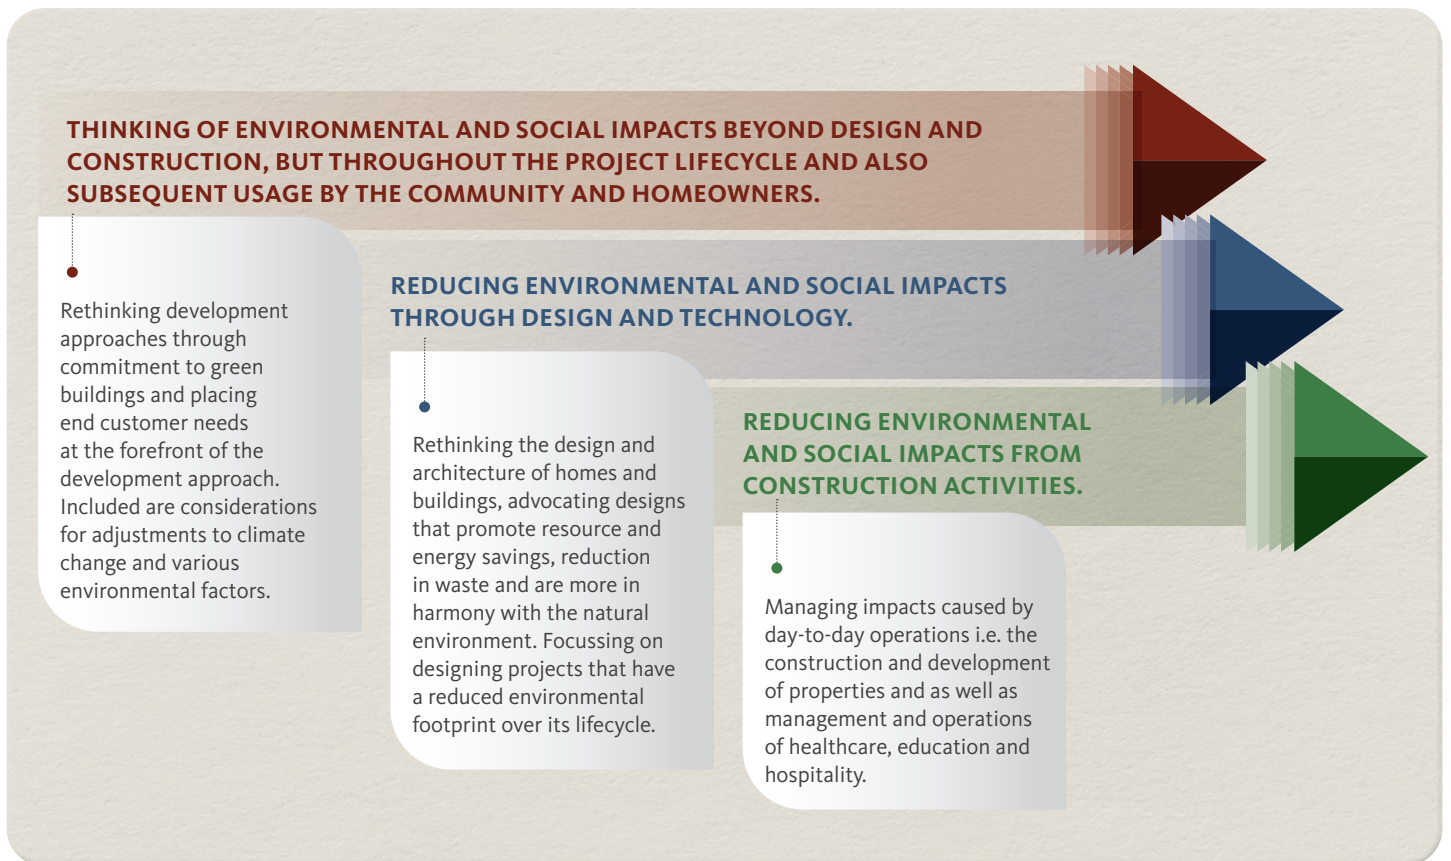 THINKING OF ENVIRONMENTAL AND SOCIAL IMPACTS BEYOND DESIGN AND
CONSTRUCTION, BUT THROUGHOUT THE PROJECT LIFECYCLE AND ALSO
SUBSEQUENT USAGE BY THE COMMUNITY AND HOMEOWNERS.
Rethinking development
approaches through
commitment to green
buildings and placing
end customer needs
at the forefront of the
development approach.
Included are considerations
for adjustments to climate
change and various
environmental factors.
REDUCING ENVIRONMENTAL AND SOCIAL IMPACTS
THROUGH DESIGN AND TECHNOLOGY.
Rethinking the design and
architecture of homes and
buildings, advocating designs
that promote resource and
energy savings, reduction
in waste and are more in
harmony with the natural
environment. Focussing on
designing projects that have
a reduced environmental
footprint over its lifecycle.
REDUCING ENVIRONMENTAL
AND SOCIAL IMPACTS FROM
CONSTRUCTION ACTIVITIES.
Managing impacts caused by
day-to-day operations i.e. the
construction and development
of properties and as well as
management and operations
of healthcare, education and
hospitality.